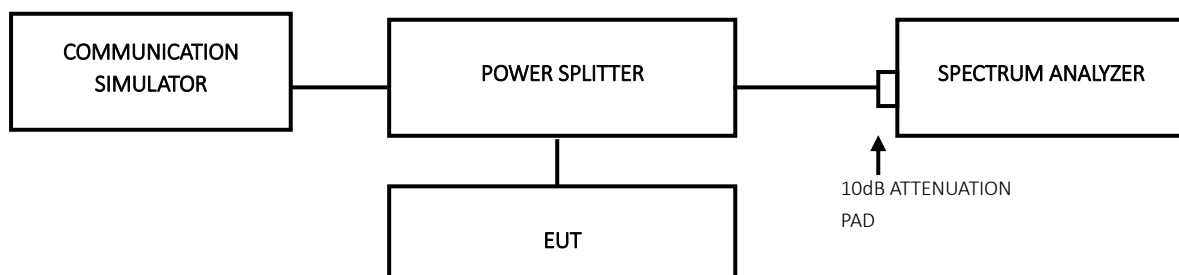 COMMUNICATION
SIMULATOR
POWER SPLITTER
SPECTRUM ANALYZER
10dB ATTENUATION
PAD
EUT